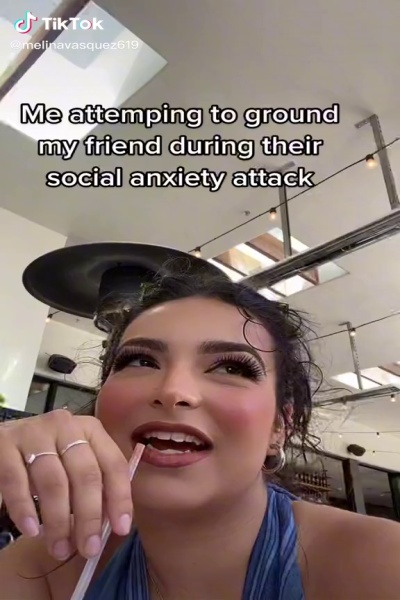 TikTok
@melinavasquez619
Me attemping to ground
my friend during their
social anxiety attack